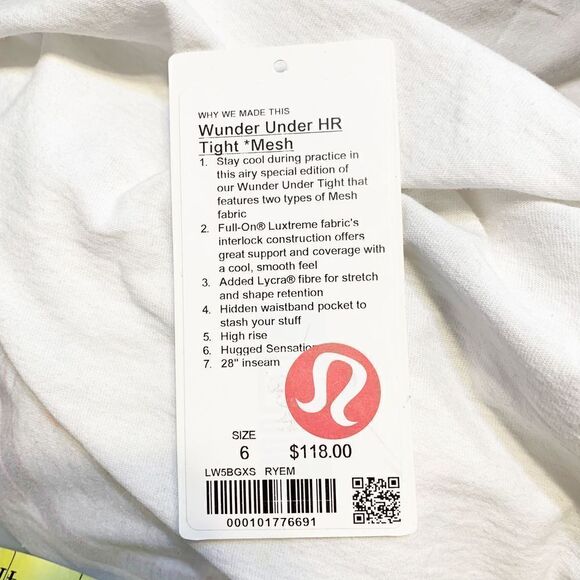 WHY WE MADE THIS
Wunder Under HR
Tight *Mesh
1. Stay cool during practice in
this airy special edition of
our Wunder Under Tight that
features two types of Mesh
fabric
2. Full-On® Luxtreme fabric's
interlock construction offers
great support and coverage with
a cool, smooth feel
3. Added Lycra® fibre for stretch
and shape retention
4. Hidden waistband pocket to
stash your stuff
5. High rise
6. Hugged Sensation
7. 28" inseam
SIZE
6 $118.00
LW5BGXS RYEM
000101776691